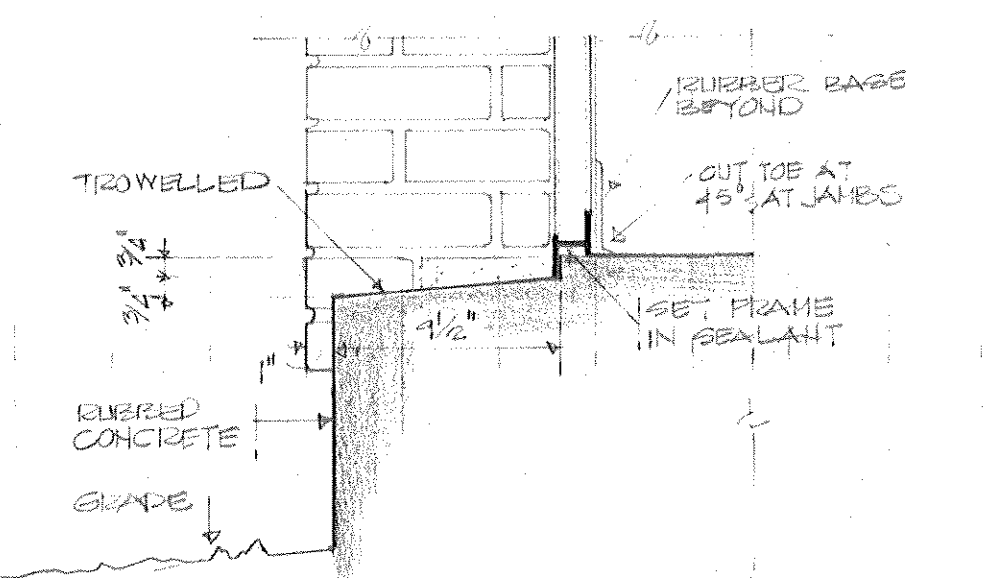 RUBBER BASE
BEYOND
CUT TOE AT
45° AT JAMBS
TROWELLED
3/4"
3/4"
9 1/2"
SET FRAME
IN SEALANT
1"
RUBBED
CONCRETE
GRADE